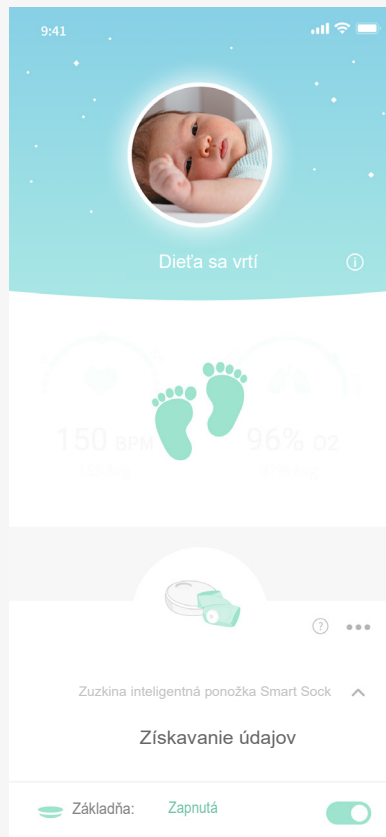 9:41
Dieťa sa vrtí
150 BPM
96% O2
Zuzkina inteligentná ponožka Smart Sock
Získavanie údajov
Základňa:
Zapnutá